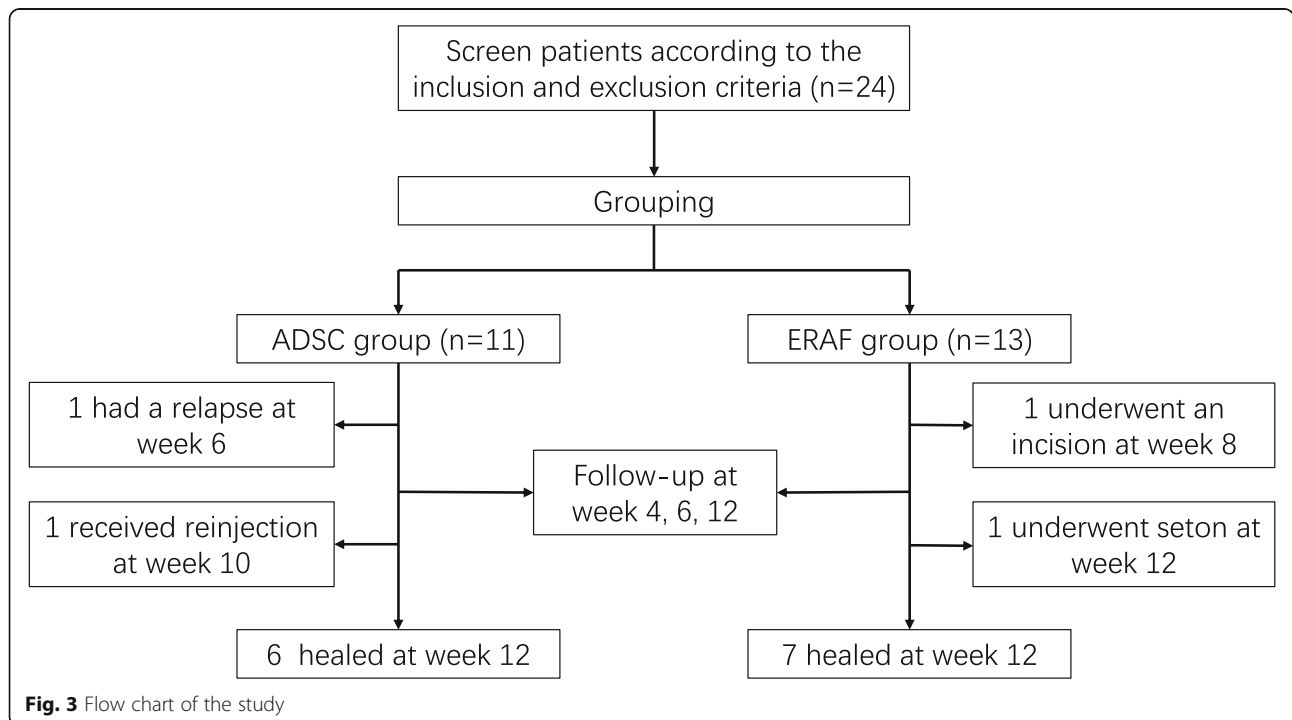 Screen patients according to the
inclusion and exclusion criteria (n=24)
Grouping
ADSC group (n=11)
ERAF group (n=13)
1 had a relapse at
week 6
1 underwent an
incision at week 8
Follow-up at
week 4, 6, 12
1 received reinjection
at week 10
1 underwent seton at
week 12
6 healed at week 12
7 healed at week 12
Fig. 3 Flow chart of the study